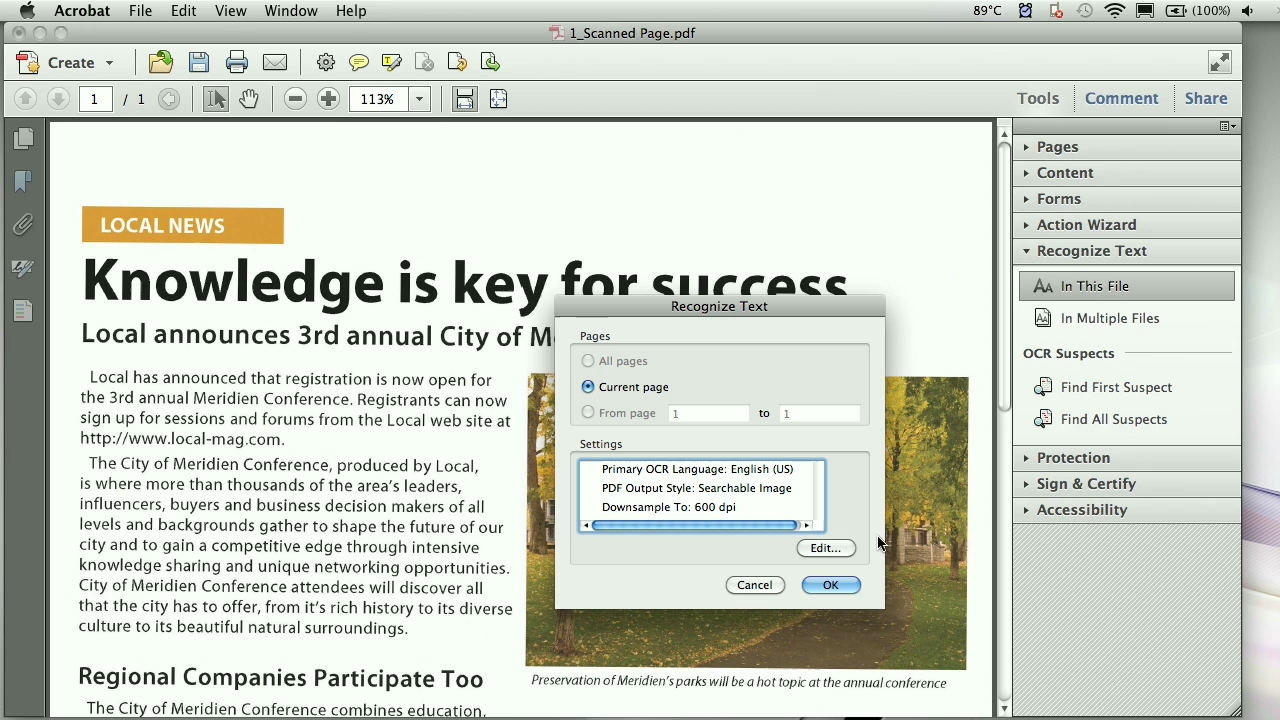 Acrobat File Edit View Window Help 89°C (100%)
1_Scanned Page.pdf
Create
1 / 1 113% Tools Comment Share
LOCAL NEWS
Knowledge is key for success
Local announces 3rd annual City of M
Local has announced that registration is now open for
the 3rd annual Meridien Conference. Registrants can now
sign up for sessions and forums from the Local web site at
http://www.local-mag.com.
The City of Meridien Conference, produced by Local,
is where more than thousands of the area's leaders,
influencers, buyers and business decision makers of all
levels and backgrounds gather to shape the future of our
city and to gain a competitive edge through intensive
knowledge sharing and unique networking opportunities.
City of Meridien Conference attendees will discover all
that the city has to offer, from it's rich history to its diverse
culture to its beautiful natural surroundings.
Regional Companies Participate Too
The City of Meridien Conference combines education,
Preservation of Meridien's parks will be a hot topic at the annual conference
Recognize Text
Pages
All pages
Current page
From page 1 to 1
Settings
Primary OCR Language: English (US)
PDF Output Style: Searchable Image
Downsample To: 600 dpi
Edit...
Cancel OK
Pages
Content
Forms
Action Wizard
Recognize Text
In This File
In Multiple Files
OCR Suspects
Find First Suspect
Find All Suspects
Protection
Sign & Certify
Accessibility